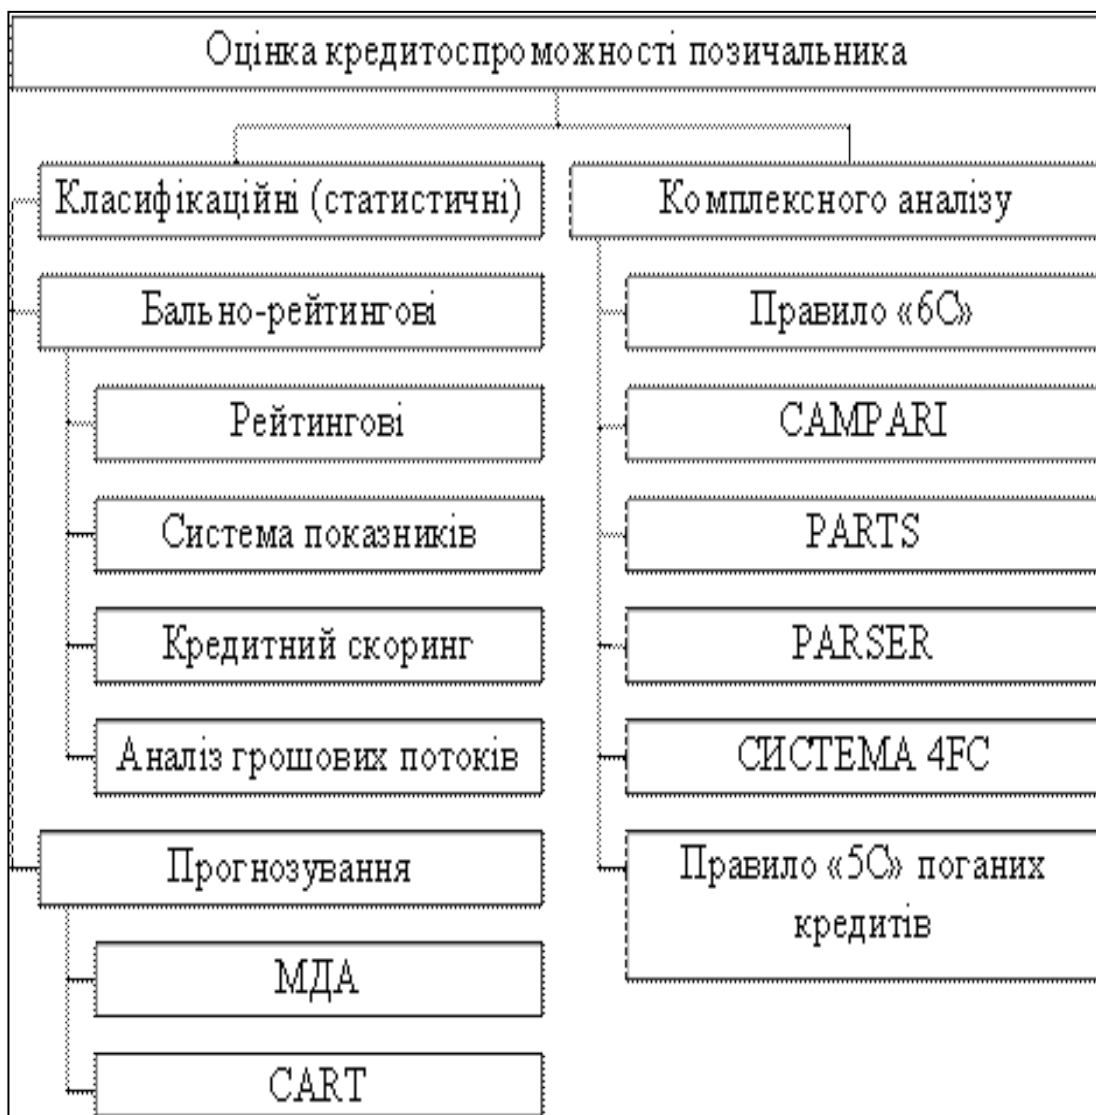 Оцінка кредитоспроможності позичальника
Класифікаційні (статистичні)
Бально-рейтингові
Рейтингові
Система показників
Кредитний скоринг
Аналіз грошових потоків
Прогнозування
МДА
CART
Комплексного аналізу
Правило «6С»
CAMPARI
PARTS
PARSER
СИСТЕМА 4FC
Правило «5С» поганих
кредитів